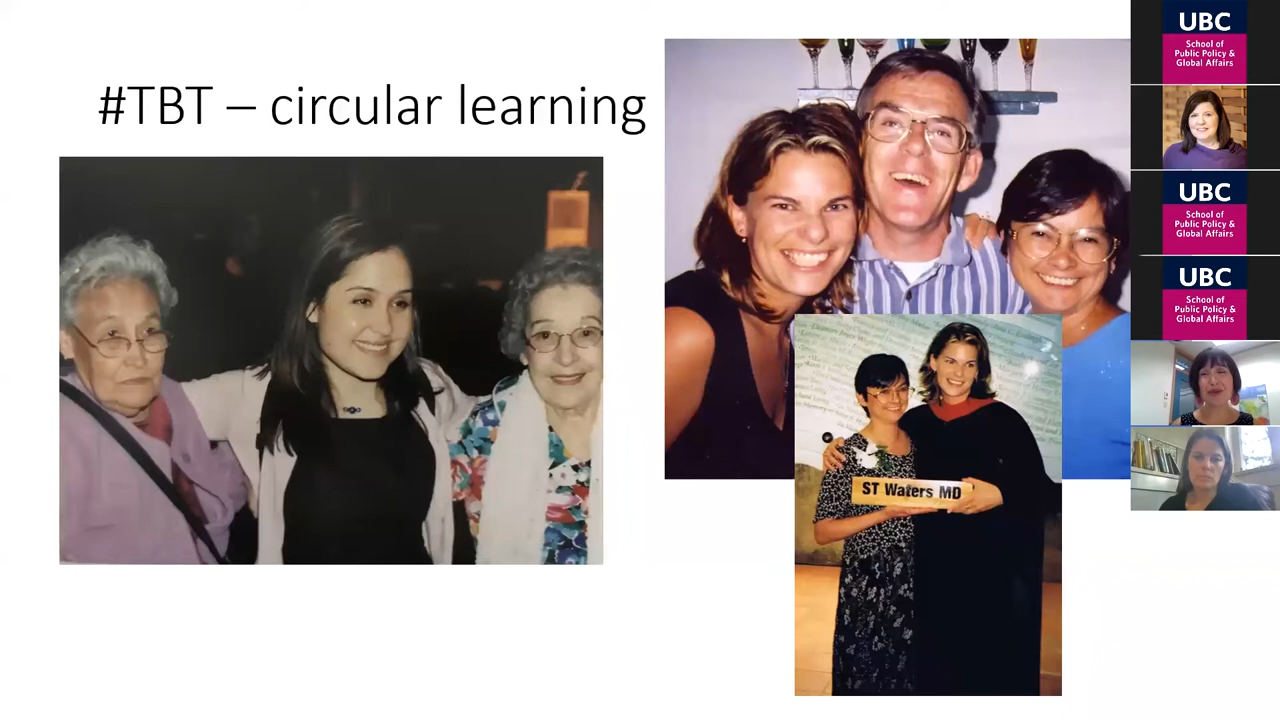 #TBT – circular learning
ST Waters MD
UBC
School of
Public Policy &
Global Affairs
UBC
School of
Public Policy &
Global Affairs
UBC
School of
Public Policy &
Global Affairs